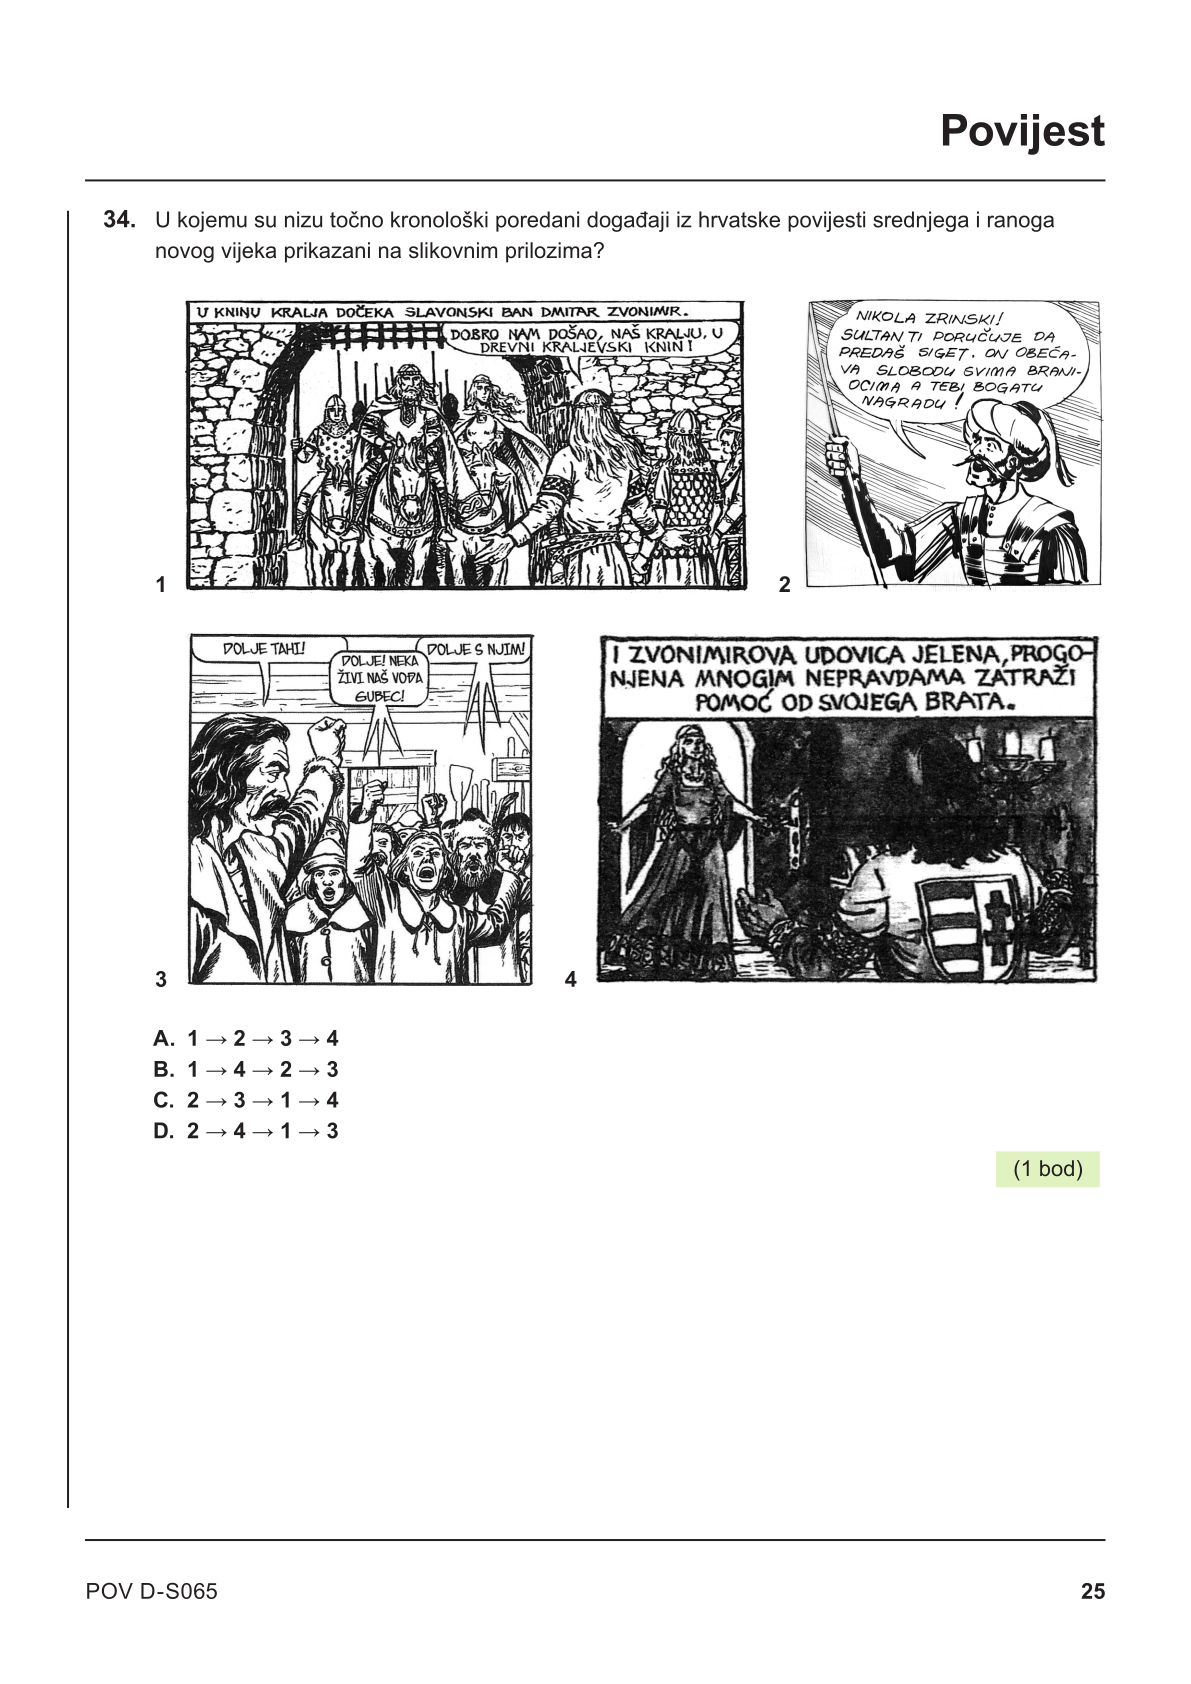 Povijest
34. U kojemu su nizu točno kronološki poredani događaji iz hrvatske povijesti srednjega i ranoga
novog vijeka prikazani na slikovnim prilozima?
U KNINU KRALJA DOČEKA SLAVONSKI BAN DMITAR ZVONIMIR.
DOBRO NAM DOŠAO, NAŠ KRALJU, U
DREVNI KRALJEVSKI KNIN!
1
NIKOLA ZRINSKI!
SULTAN TI PORUČUJE DA
PREDAŠ SIGET. ON OBEĆA-
VA SLOBODU SVIMA BRANI-
OCIMA A TEBI BOGATU
NAGRADU!
2
DOLJE TAHI!
DOLJE! NEKA
ŽIVI NAŠ VOĐA
GUBEC!
DOLJE S NJIM!
3
I ZVONIMIROVA UDOVICA JELENA, PROGO-
NJENA MNOGIM NEPRAVDAMA ZATRAŽI
POMOĆ OD SVOJEGA BRATA.
4
A. 1 → 2 → 3 → 4
B. 1 → 4 → 2 → 3
C. 2 → 3 → 1 → 4
D. 2 → 4 → 1 → 3
(1 bod)
POV D-S065
25